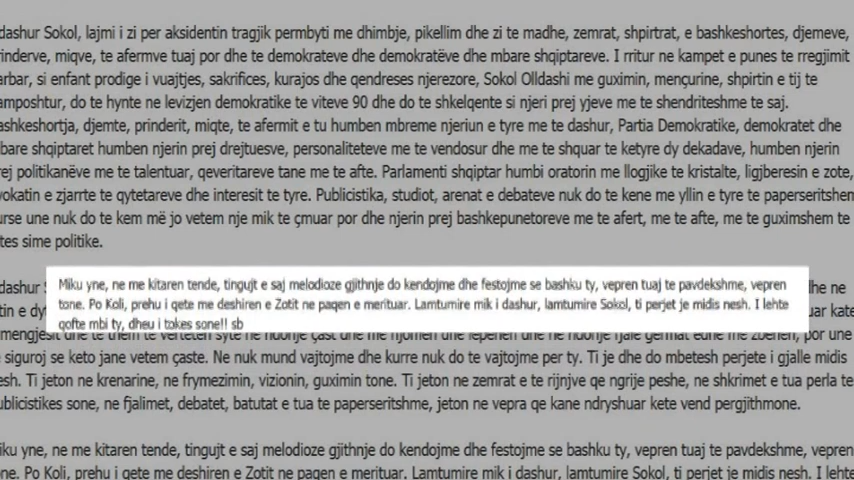 dashur Sokol, lajmi i zi per aksidentin tragjik permbyti me dhimbje, pikellim dhe zi te madhe, zemrat, shpirtrat, e bashkeshortes, djemeve,
rinderve, miqve, te afermve tuaj por dhe te demokrateve dhe demokratëve dhe mbare shqiptareve. I rritur ne kampet e punes te rregjimit
arbar, si enfant prodige i vuajtjes, sakrifices, kurajos dhe qendreses njerezore, Sokol Olldashi me guximin, mençurine, shpirtin e tij te
amposhtur, do te hynte ne levizjen demokratike te viteve 90 dhe do te shkelqente si njeri prej yjeve me te shendriteshme te saj.
ashkeshortja, djemte, prinderit, miqte, te afermit e tu humben mbreme njeriun e tyre me te dashur, Partia Demokratike, demokratet dhe
bare shqiptaret humben njerin prej drejtuesve, personaliteteve me te vendosur dhe me te shquar te ketyre dy dekadave, humben njerin
rej politikanëve me te talentuar, qeveritareve tane me te afte. Parlamenti shqiptar humbi oratorin me llogjike te kristalte, ligjberesin e zote,
vokatin e zjarrte te qytetareve dhe interesit te tyre. Publicistika, studiot, arenat e debateve nuk do te kene me yllin e tyre te paperseritshem
urse une nuk do te kem më jo vetem nje mik te çmuar por dhe njerin prej bashkepunetoreve me te afert, me te afte, me te guximshem te
tes sime politike.
Miku yne, ne me kitaren tende, tingujt e saj melodioze gjithnje do kendojme dhe festojme se bashku ty, vepren tuaj te pavdekshme, vepren
tone. Po Koli, prehu i qete me deshiren e Zotit ne paqen e merituar. Lamtumire mik i dashur, lamtumire Sokol, ti perjet je midis nesh. I lehte
qofte mbi ty, dheu i tokes sone!! sb
dashur
dhe ne
tin e
uar kate
por une
e siguroj se keto jane vetem çaste. Ne nuk mund vajtojme dhe kurre nuk do te vajtojme per ty. Ti je dhe do mbetesh perjete i gjalle midis
esh. Ti jeton ne krenarine, ne frymezimin, vizionin, guximin tone. Ti jeton ne zemrat e te rijnjve qe ngrije peshe, ne shkrimet e tua perla te
ublicistikes sone, ne fjalimet, debatet, batutat e tua te paperseritshme, jeton ne vepra qe kane ndryshuar kete vend pergjithmone.
iku yne, ne me kitaren tende, tingujt e saj melodioze gjithnje do kendojme dhe festojme se bashku ty, vepren tuaj te pavdekshme, vepren
one. Po Koli, prehu i qete me deshiren e Zotit ne paqen e merituar. Lamtumire mik i dashur, lamtumire Sokol, ti perjet je midis nesh. I lehte